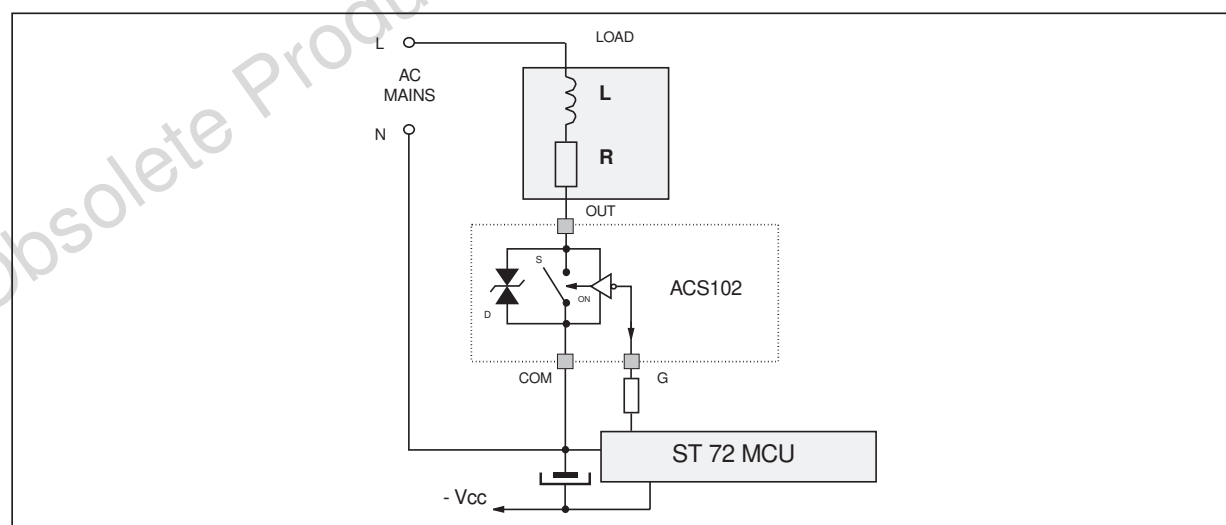 Obsolete Produ
LOAD
L
AC
MAINS
N
L
R
OUT
S
ON
D
ACS102
COM
G
ST 72 MCU
- Vcc